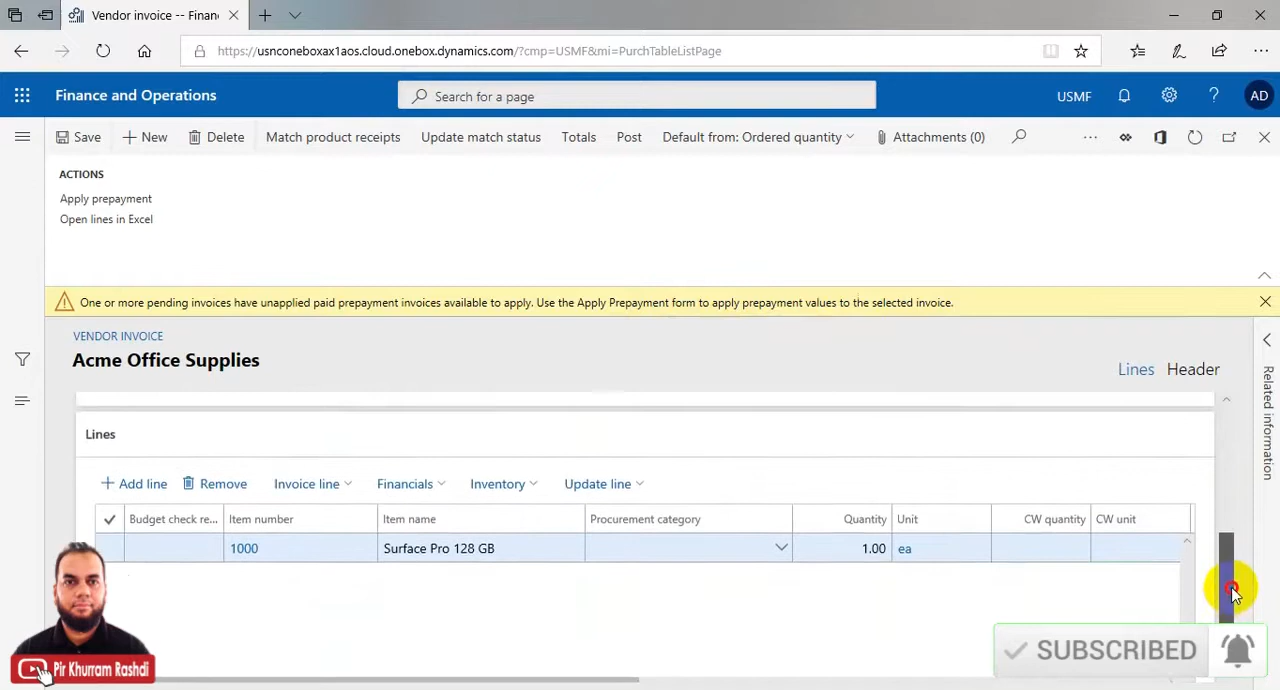 Vendor invoice -- Finan
https://usnconeboxax1aos.cloud.onebox.dynamics.com/?cmp=USMF&mi=PurchTableListPage
Finance and Operations
Search for a page
USMF
AD
Save
New
Delete
Match product receipts
Update match status
Totals
Post
Default from: Ordered quantity
Attachments (0)
ACTIONS
Apply prepayment
Open lines in Excel
One or more pending invoices have unapplied paid prepayment invoices available to apply. Use the Apply Prepayment form to apply prepayment values to the selected invoice.
VENDOR INVOICE
Acme Office Supplies
Lines Header
Related information
Lines
Add line
Remove
Invoice line
Financials
Inventory
Update line
Budget check re... Item number Item name Procurement category Quantity Unit CW quantity CW unit
1000 Surface Pro 128 GB 1.00 ea
Pir Khurram Rashdi
SUBSCRIBED